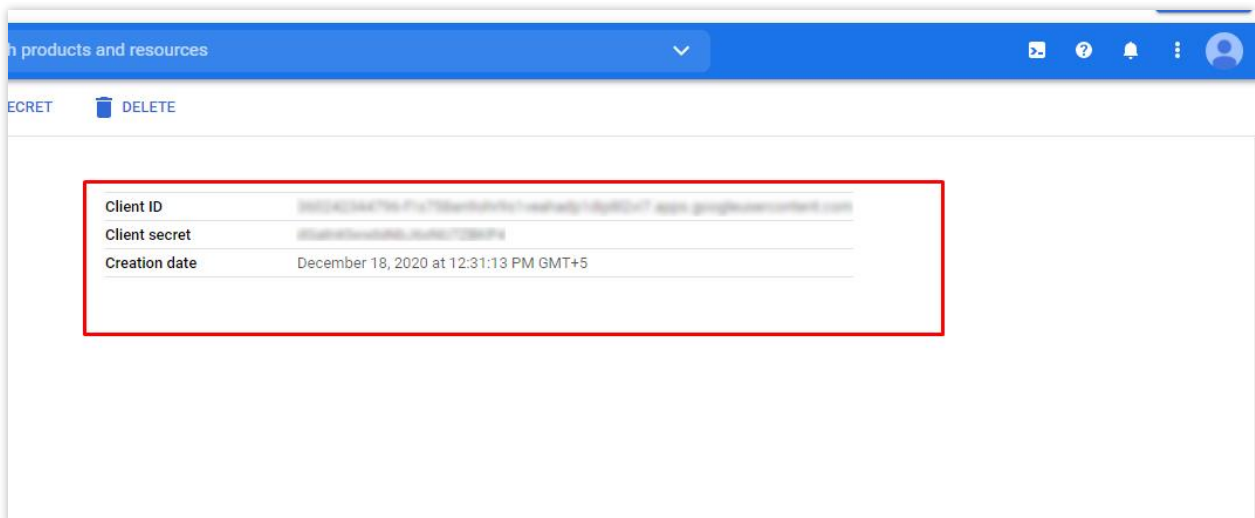 h products and resources
ECRET DELETE
Client ID
Client secret
Creation date December 18, 2020 at 12:31:13 PM GMT+5